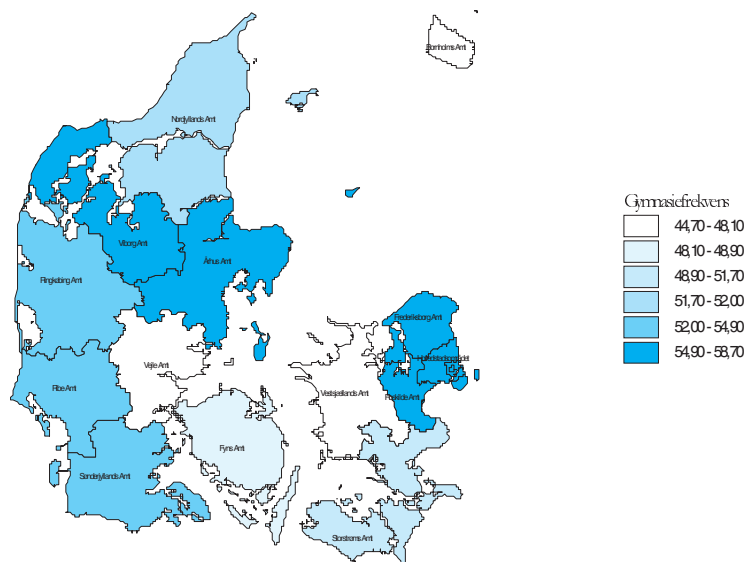 Bornholms Amt
Nordjyllands Amt
Viborg Amt
Århus Amt
Ringkøbing Amt
Frederiksborg Amt
Vejle Amt
Ribe Amt
Vestsjællands Amt
Roskilde Amt
Fyns Amt
Sønderjyllands Amt
Storstrøms Amt
Gymnasiefrekvens
44,70 - 48,10
48,10 - 48,90
48,90 - 51,70
51,70 - 52,00
52,00 - 54,90
54,90 - 58,70